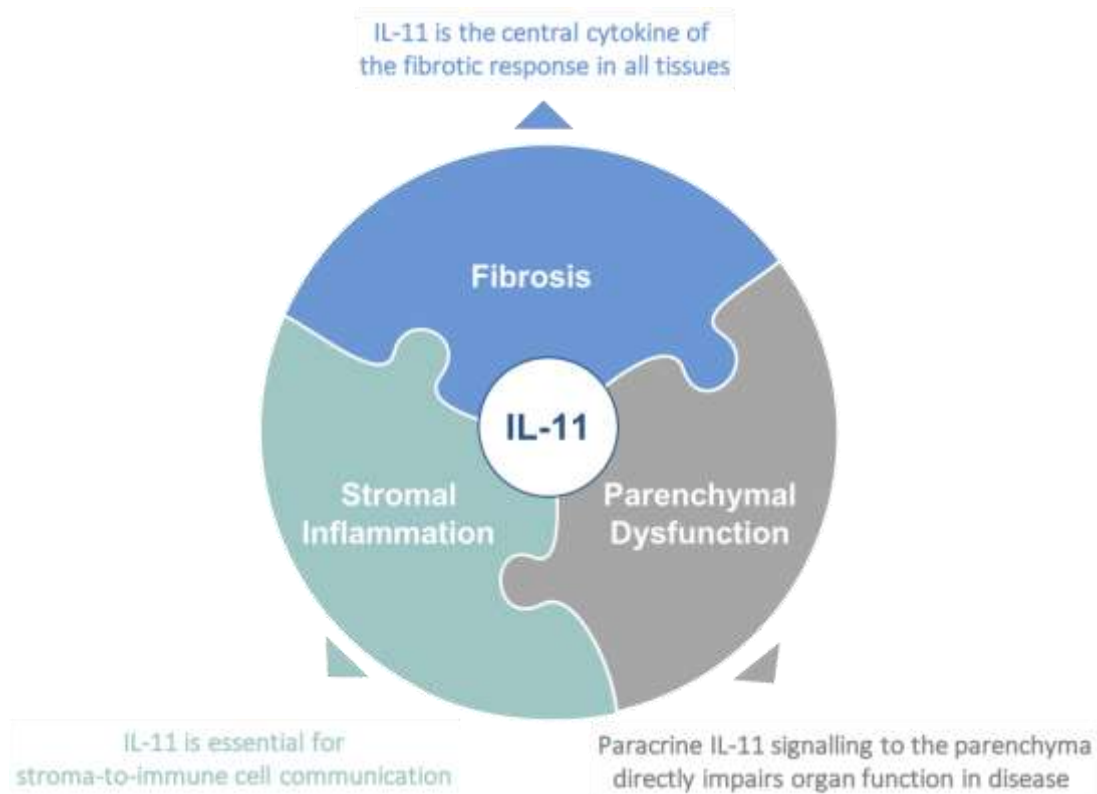 IL-11 is the central cytokine of
the fibrotic response in all tissues
Fibrosis
IL-11
Stromal
Inflammation
Parenchymal
Dysfunction
IL-11 is essential for
stroma-to-immune cell communication
Paracrine IL-11 signalling to the parenchyma
directly impairs organ function in disease